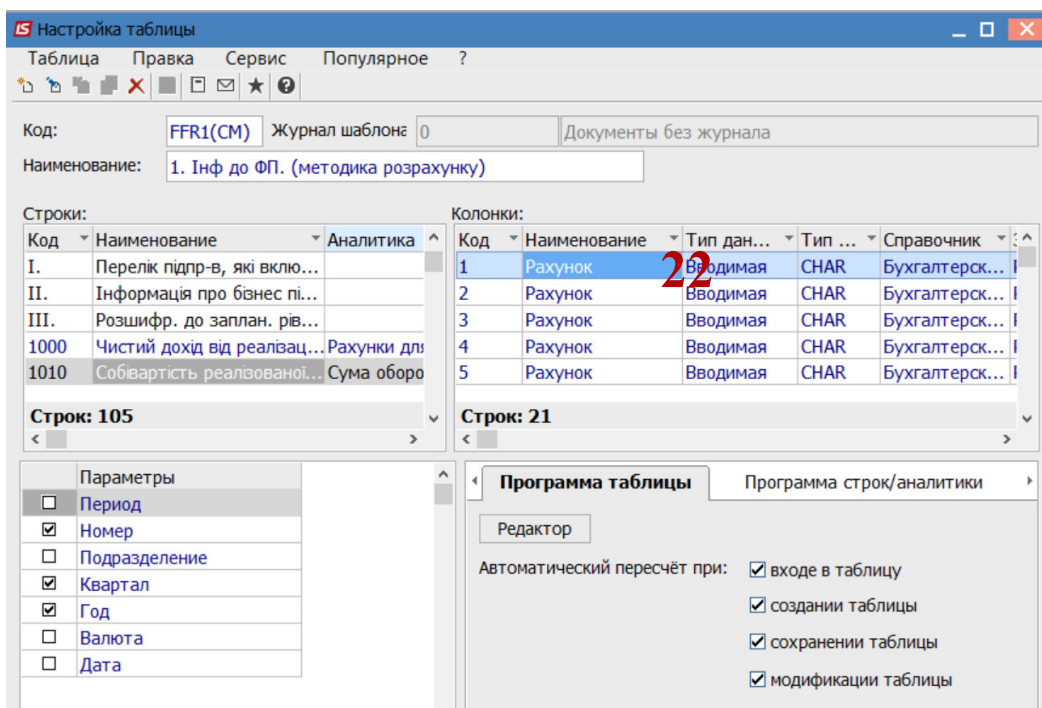 IS Настройка таблицы
Таблица Правка Сервис Популярное ?
Код: FFR1(CM) Журнал шаблона 0 Документы без журнала
Наименование: 1. Інф до ФП. (методика розрахунку)
Строки:
Код Наименование Аналитика
I. Перелік підпр-в, які вклю...
II. Інформація про бізнес пі...
III. Розшифр. до заплан. рів...
1000 Чистий дохід від реалізац... Рахунки для
1010 Собівартість реалізованої... Сума оборо
Строк: 105
Колонки:
Код Наименование Тип дан... Тип ... Справочник
1 Рахунок Вводимая CHAR Бухгалтерск...
22
2 Рахунок Вводимая CHAR Бухгалтерск...
3 Рахунок Вводимая CHAR Бухгалтерск...
4 Рахунок Вводимая CHAR Бухгалтерск...
5 Рахунок Вводимая CHAR Бухгалтерск...
Строк: 21
Параметры
Период
Номер
Подразделение
Квартал
Год
Валюта
Дата
Программа таблицы Программа строк/аналитики
Редактор
Автоматический пересчёт при: входе в таблицу
создании таблицы
сохранении таблицы
модификации таблицы